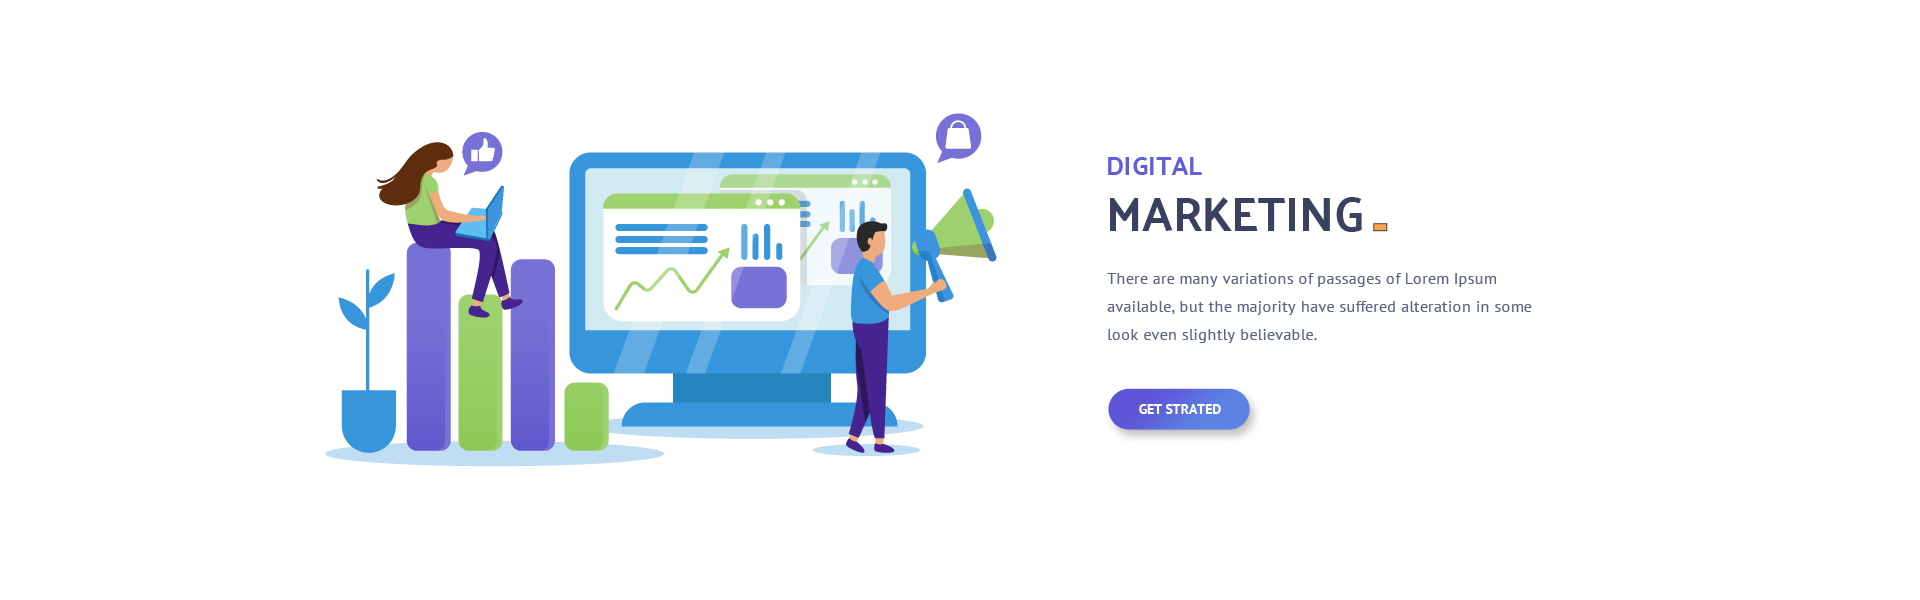 DIGITAL
MARKETING
There are many variations of passages of Lorem Ipsum
available, but the majority have suffered alteration in some
look even slightly believable.
GET STRATED